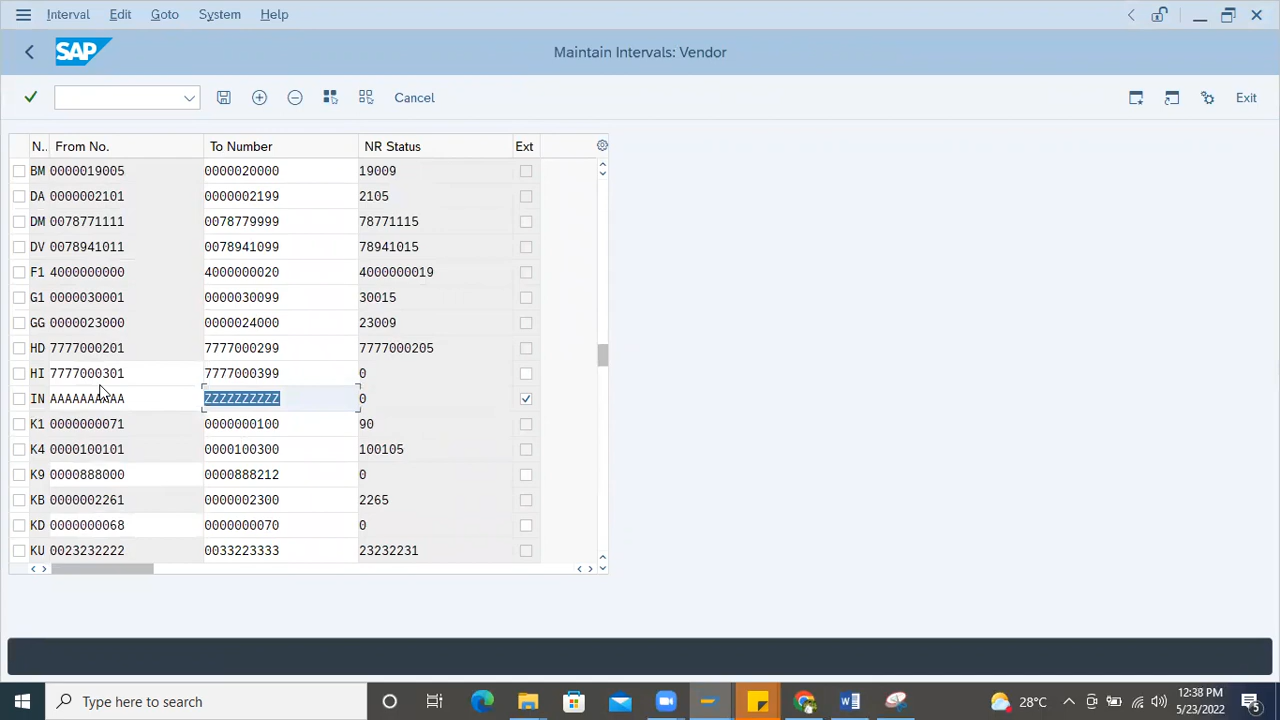 Interval Edit Goto System Help
SAP Maintain Intervals: Vendor
Cancel Exit
N.. From No. To Number NR Status Ext
BM 0000019005 0000020000 19009
DA 0000002101 0000002199 2105
DM 0078771111 0078779999 78771115
DV 0078941011 0078941099 78941015
F1 4000000000 4000000020 4000000019
G1 0000030001 0000030099 30015
GG 0000023000 0000024000 23009
HD 7777000201 7777000299 7777000205
HI 7777000301 7777000399 0
IN AAAAAAAAAA ZZZZZZZZZZ 0
K1 0000000071 0000000100 90
K4 0000100101 0000100300 100105
K9 0000888000 0000888212 0
KB 0000002261 0000002300 2265
KD 0000000068 0000000070 0
KU 0023232222 0033223333 23232231
Type here to search 28°C 12:38 PM
5/23/2022 5